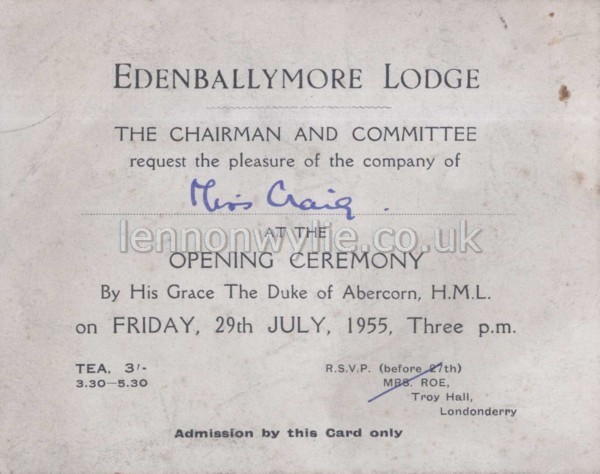 EDENBALLYMORE LODGE
THE CHAIRMAN AND COMMITTEE
request the pleasure of the company of
Miss Craig.
AT THE
lennonwylie.co.uk
OPENING CEREMONY
By His Grace The Duke of Abercorn, H.M.L.
on FRIDAY, 29th JULY, 1955, Three p.m.
TEA, 3/-
3.30—5.30
R.S.V.P. (before 27th)
MRS. ROE,
Troy Hall,
Londonderry
Admission by this Card only